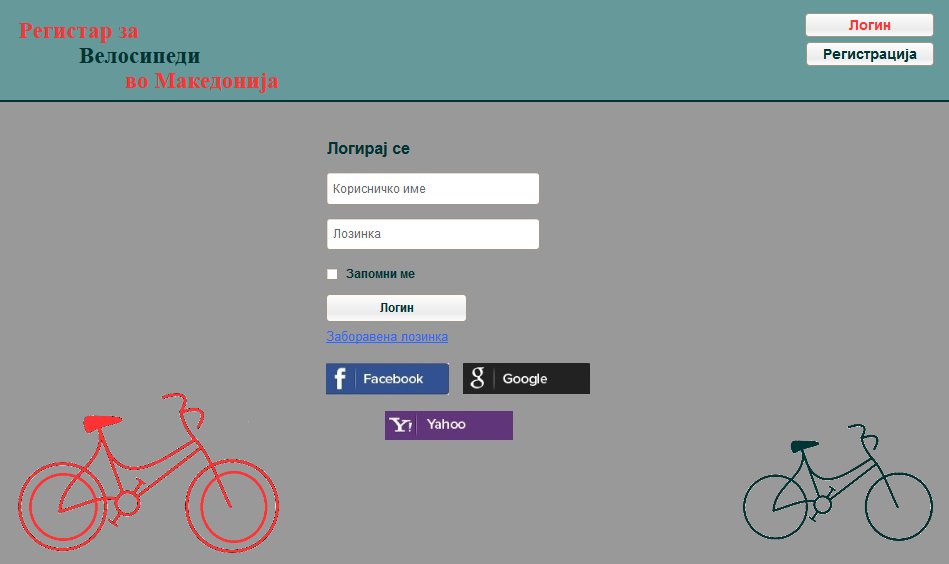 Регистар за
Велосипеди
во Македонија
Логин
Регистрација
Логирај се
Корисничко име
Лозинка
Запомни ме
Логин
Заборавена лозинка
f Facebook
g Google
Y! Yahoo